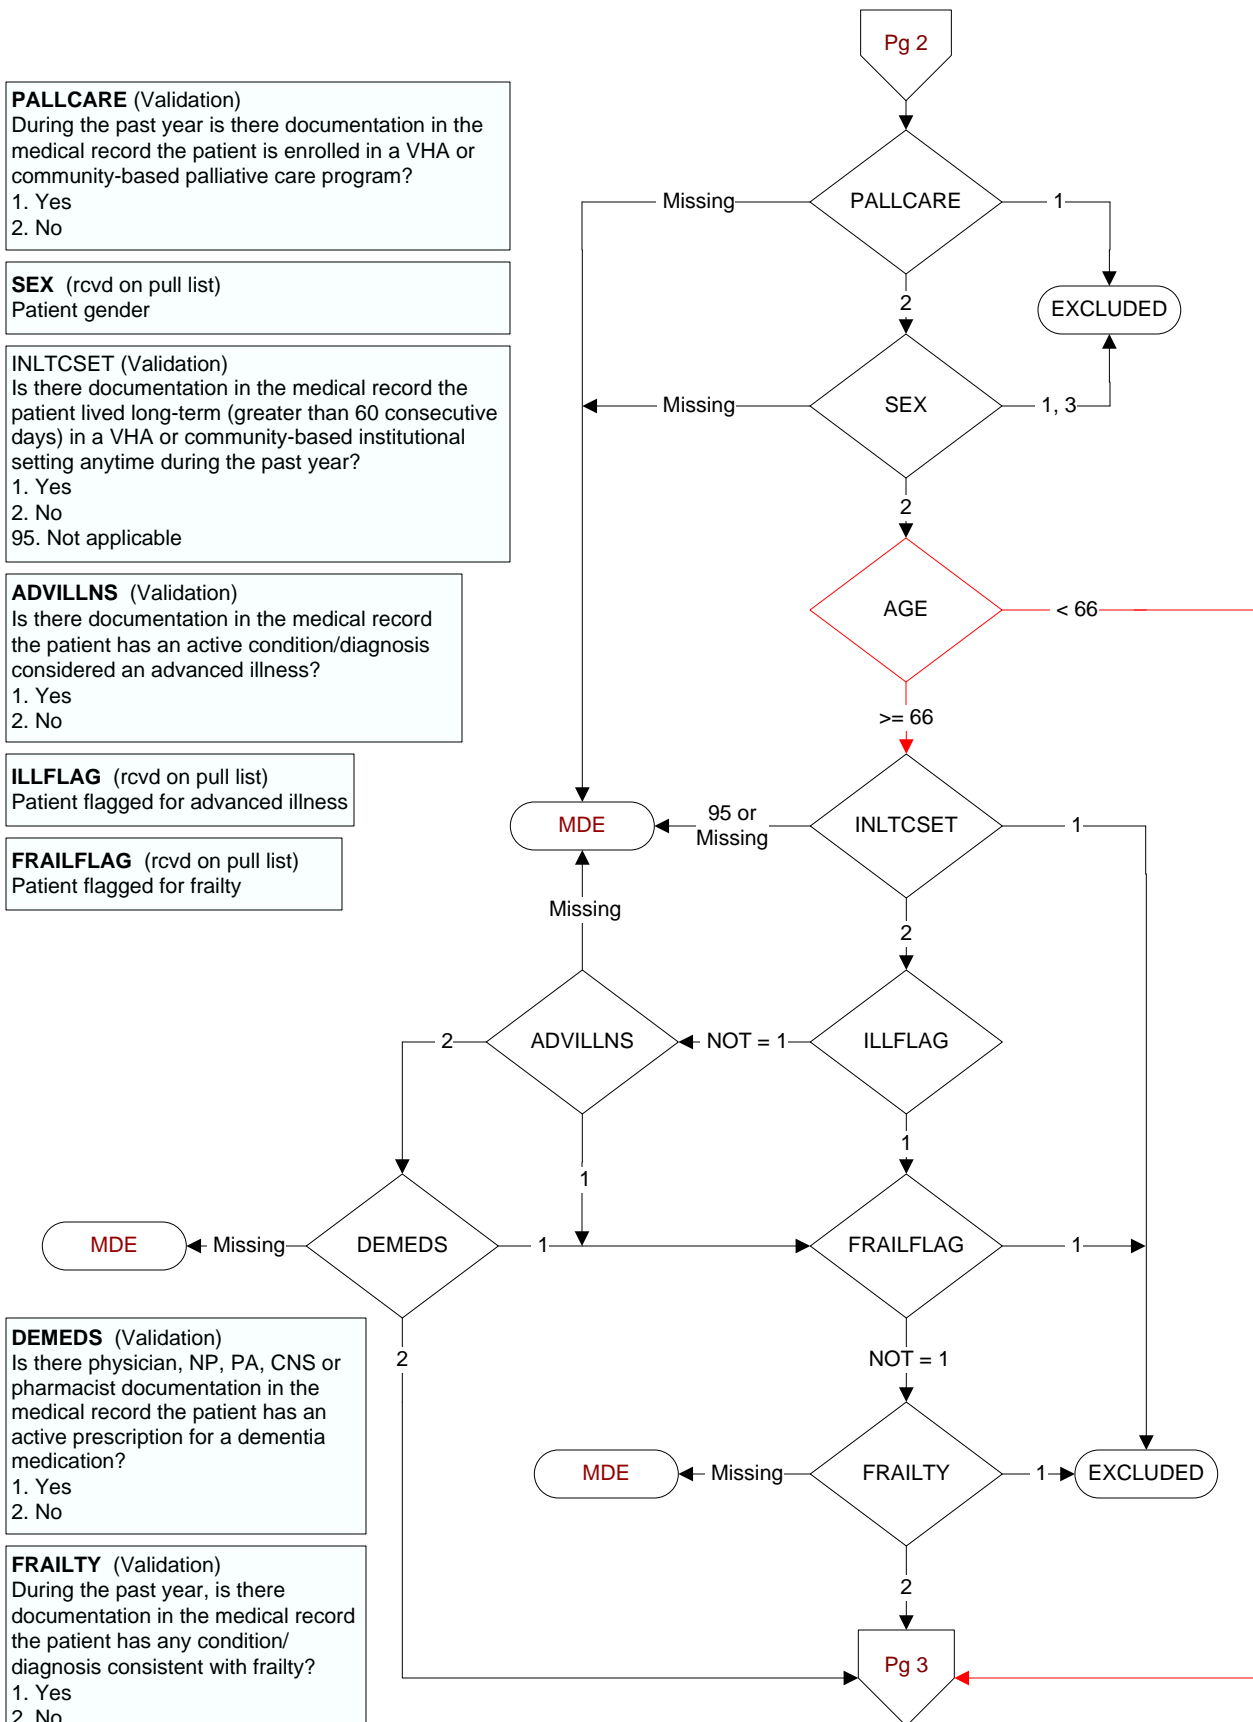 Pg 2
PALLCARE (Validation)
During the past year is there documentation in the
medical record the patient is enrolled in a VHA or
community-based palliative care program?
1. Yes
2. No
SEX (rcvd on pull list)
Patient gender
INLTCSET (Validation)
Is there documentation in the medical record the
patient lived long-term (greater than 60 consecutive
days) in a VHA or community-based institutional
setting anytime during the past year?
1. Yes
2. No
95. Not applicable
ADVILLNS (Validation)
Is there documentation in the medical record
the patient has an active condition/diagnosis
considered an advanced illness?
1. Yes
2. No
ILLFLAG (rcvd on pull list)
Patient flagged for advanced illness
FRAILFLAG (rcvd on pull list)
Patient flagged for frailty
Missing
PALLCARE
1
2
EXCLUDED
Missing
SEX
1, 3
2
AGE
< 66
>= 66
MDE
95 or
Missing
INLTCSET
1
Missing
2
2
ADVILLNS
NOT = 1
ILLFLAG
1
1
MDE
Missing
DEMEDS
1
FRAILFLAG
1
2
NOT = 1
DEMEDS (Validation)
Is there physician, NP, PA, CNS or
pharmacist documentation in the
medical record the patient has an
active prescription for a dementia
medication?
1. Yes
2. No
MDE
Missing
FRAILTY
1
EXCLUDED
2
FRAILTY (Validation)
During the past year, is there
documentation in the medical record
the patient has any condition/
diagnosis consistent with frailty?
1. Yes
2. No
Pg 3